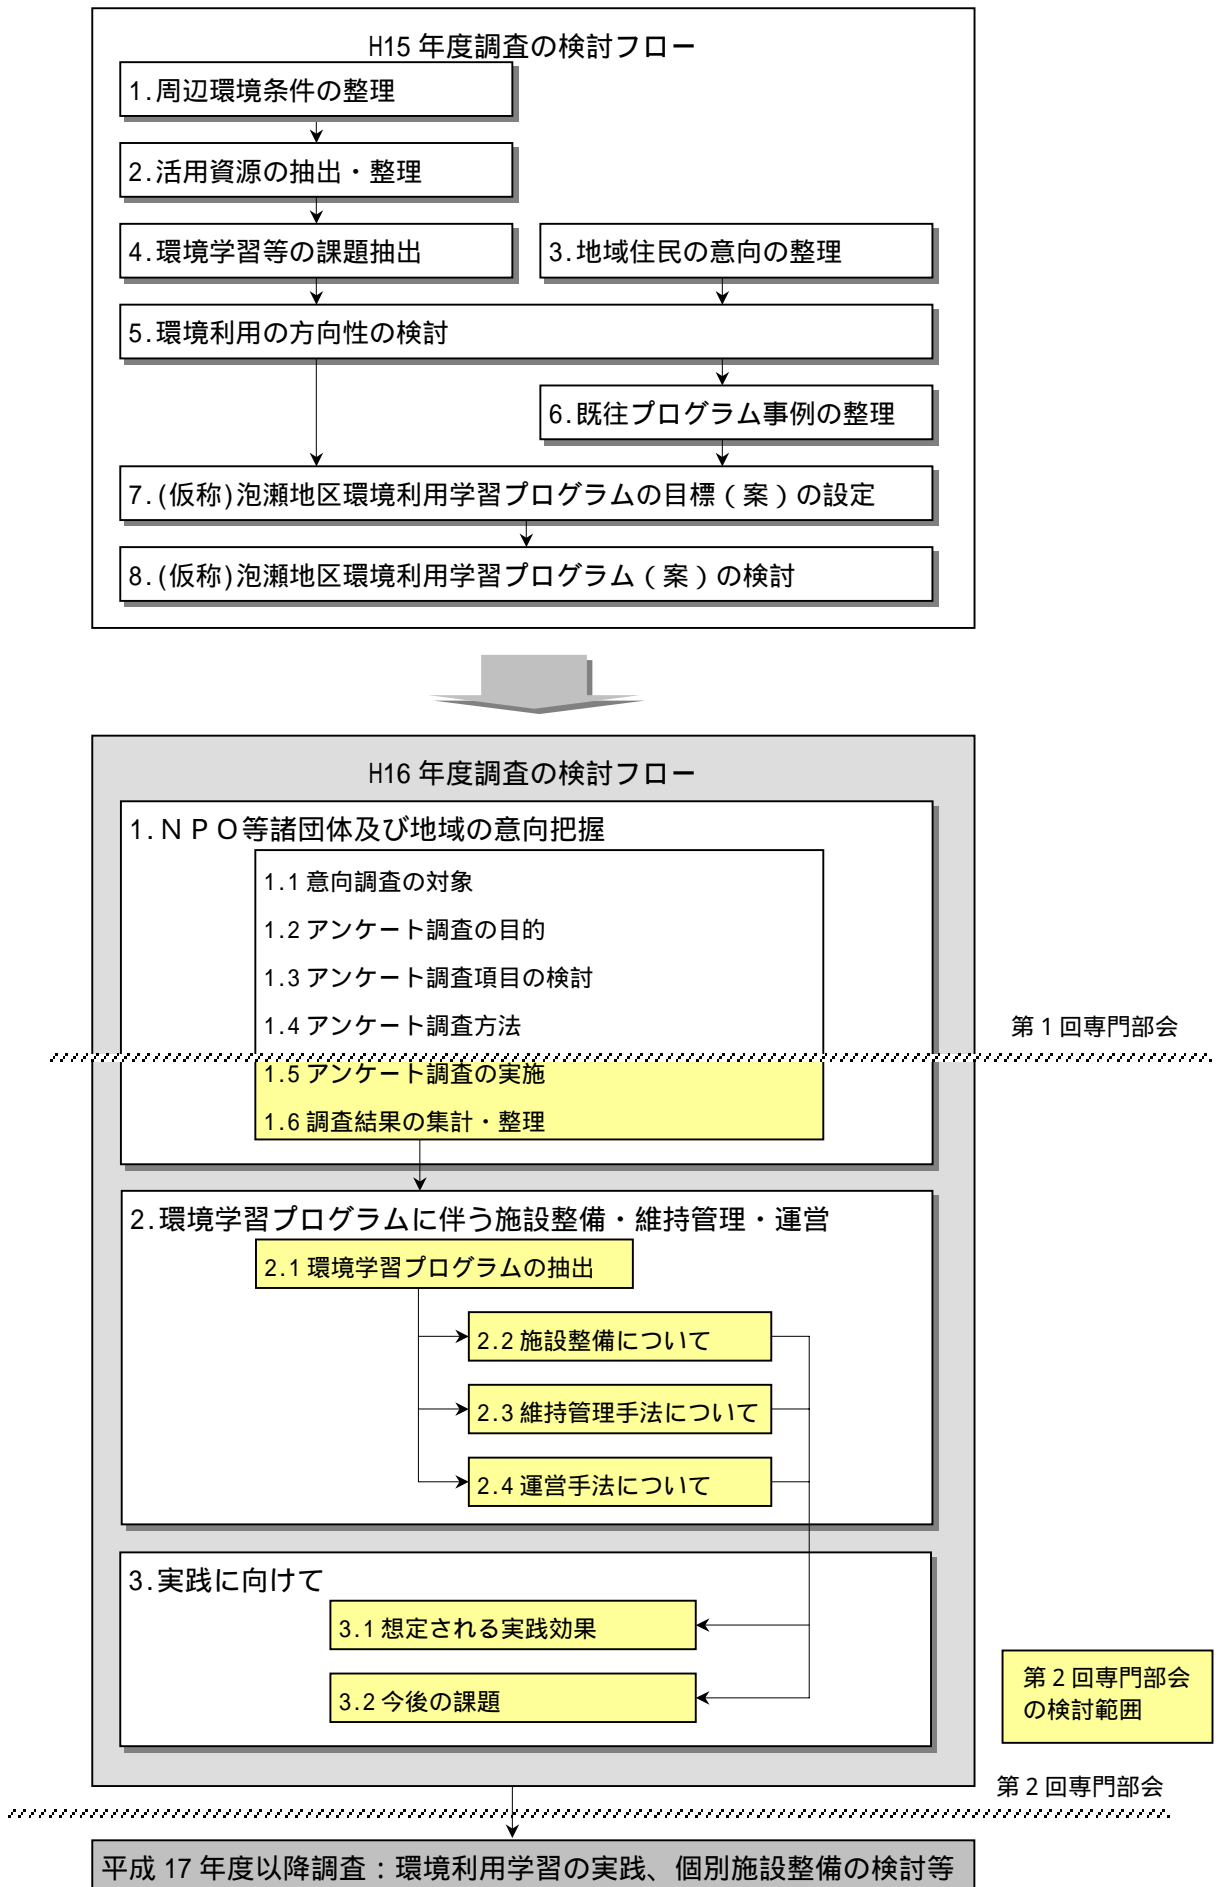 H15 年度調査の検討フロー
1.周辺環境条件の整理
2.活用資源の抽出・整理
4.環境学習等の課題抽出
3.地域住民の意向の整理
5.環境利用の方向性の検討
6.既往プログラム事例の整理
7.(仮称)泡瀬地区環境利用学習プログラムの目標（案）の設定
8.(仮称)泡瀬地区環境利用学習プログラム（案）の検討
H16 年度調査の検討フロー
1.ＮＰＯ等諸団体及び地域の意向把握
1.1 意向調査の対象
1.2 アンケート調査の目的
1.3 アンケート調査項目の検討
1.4 アンケート調査方法
第１回専門部会
1.5 アンケート調査の実施
1.6 調査結果の集計・整理
2.環境学習プログラムに伴う施設整備・維持管理・運営
2.1 環境学習プログラムの抽出
2.2 施設整備について
2.3 維持管理手法について
2.4 運営手法について
3.実践に向けて
3.1 想定される実践効果
3.2 今後の課題
第２回専門部会
の検討範囲
第２回専門部会
平成 17 年度以降調査：環境利用学習の実践、個別施設整備の検討等